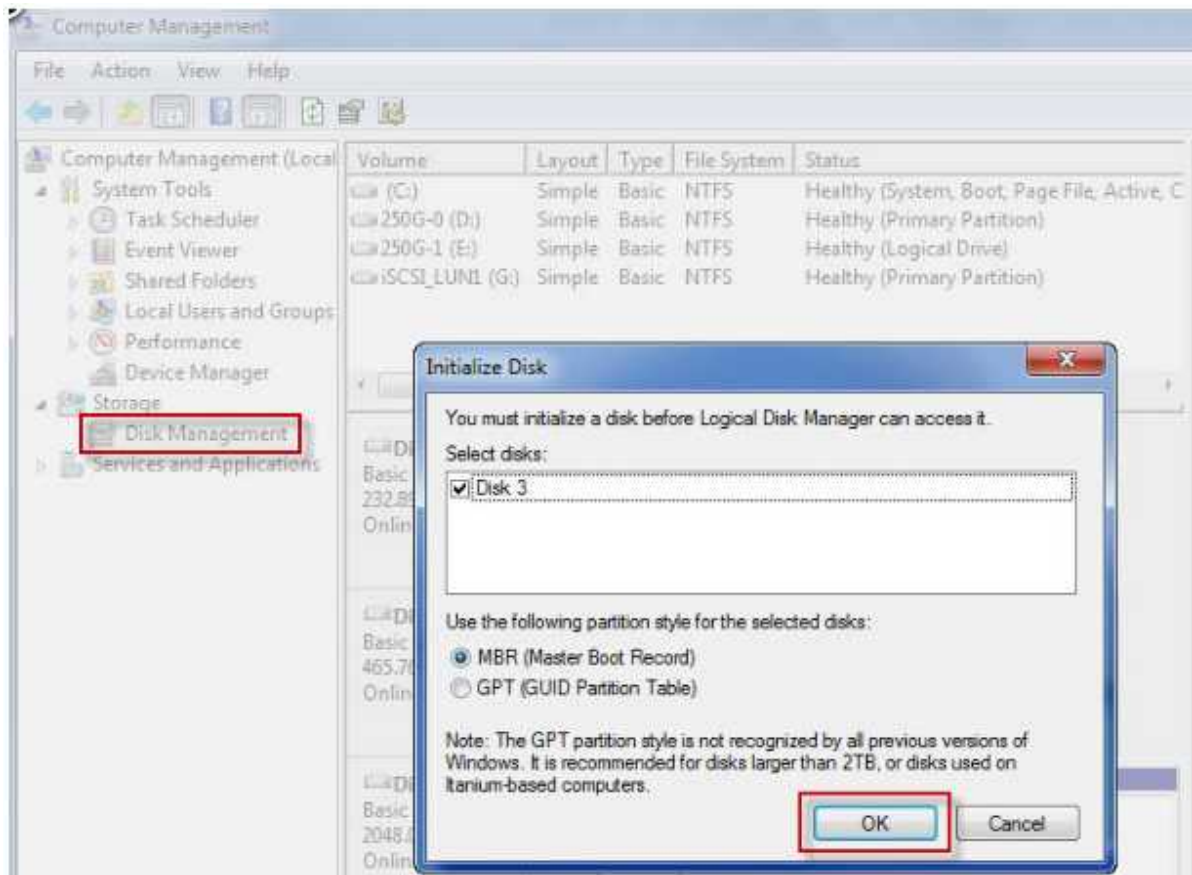 Computer Management
File Action View Help
Computer Management (Local
System Tools
Task Scheduler
Event Viewer
Shared Folders
Local Users and Groups
Performance
Device Manager
Storage
Disk Management
Services and Applications
Volume Layout Type File System Status
(C:) Simple Basic NTFS Healthy (System, Boot, Page File, Active, C
250G-0 (D:) Simple Basic NTFS Healthy (Primary Partition)
250G-1 (E:) Simple Basic NTFS Healthy (Logical Drive)
iSCSI_LUN1 (G:) Simple Basic NTFS Healthy (Primary Partition)
Di
Basic
232.89
Onlin
Di
Basic
465.76
Onlin
Di
Basic
2048.0
Onlin
Initialize Disk
You must initialize a disk before Logical Disk Manager can access it.
Select disks:
Disk 3
Use the following partition style for the selected disks:
MBR (Master Boot Record)
GPT (GUID Partition Table)
Note: The GPT partition style is not recognized by all previous versions of
Windows. It is recommended for disks larger than 2TB, or disks used on
Itanium-based computers.
OK Cancel